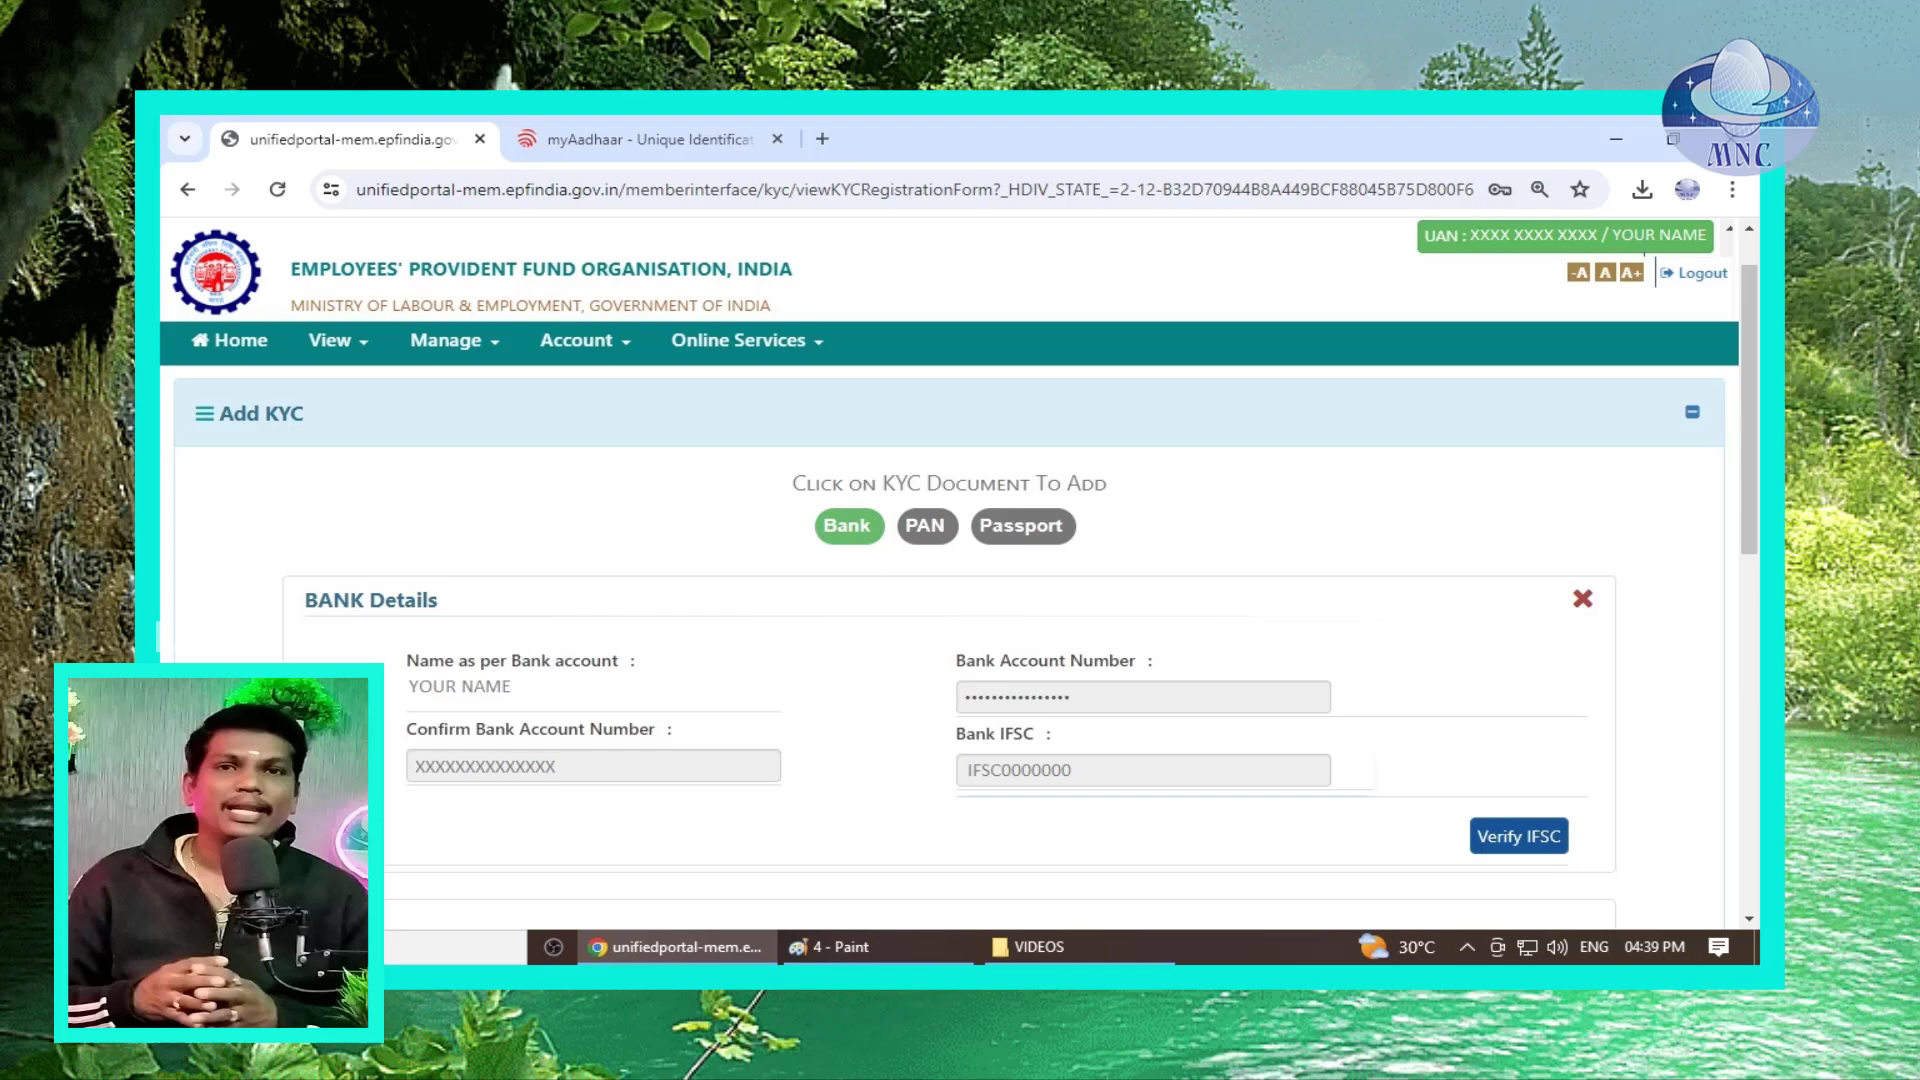 MNC
unifiedportal-mem.epfindia.gov
myAadhaar - Unique Identificat
unifiedportal-mem.epfindia.gov.in/memberinterface/kyc/viewKYCRegistrationForm?_HDIV_STATE_=2-12-B32D70944B8A449BCF88045B75D800F6
UAN : XXXX XXXX XXXX / YOUR NAME
EMPLOYEES' PROVIDENT FUND ORGANISATION, INDIA
-A A A+ Logout
MINISTRY OF LABOUR & EMPLOYMENT, GOVERNMENT OF INDIA
Home View Manage Account Online Services
Add KYC
CLICK ON KYC DOCUMENT TO ADD
Bank PAN Passport
BANK Details
Name as per Bank account :
YOUR NAME
Bank Account Number :
••••••••••••••••
Confirm Bank Account Number :
XXXXXXXXXXXXXX
Bank IFSC :
IFSC0000000
Verify IFSC
unifiedportal-mem.e... 4 - Paint VIDEOS 30°C ENG 04:39 PM